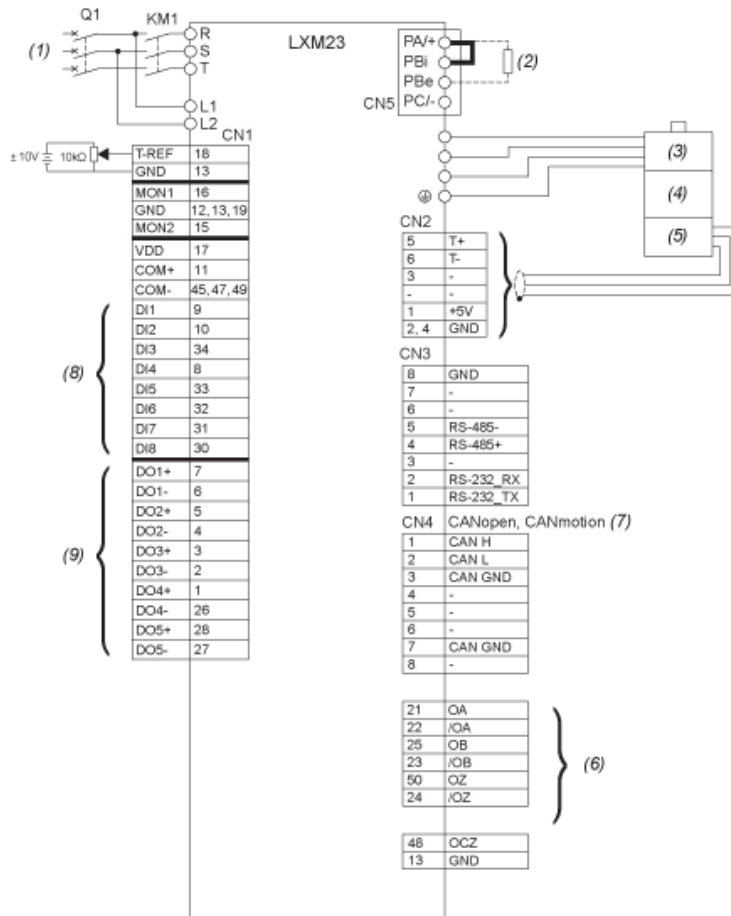 Q1
KM1
(1)
R
S
T
L1
L2
LXM23
PA/+
PBi
PBe
PC/-
CN5
(2)
(3)
(4)
(5)
± 10V
10kΩ
CN1
T-REF 18
GND 13
MON1 16
GND 12, 13, 19
MON2 15
VDD 17
COM+ 11
COM- 45, 47, 49
(8)
DI1 9
DI2 10
DI3 34
DI4 8
DI5 33
DI6 32
DI7 31
DI8 30
(9)
DO1+ 7
DO1- 6
DO2+ 5
DO2- 4
DO3+ 3
DO3- 2
DO4+ 1
DO4- 26
DO5+ 28
DO5- 27
CN2
5 T+
6 T-
3 -
- -
1 +5V
2, 4 GND
CN3
8 GND
7 -
6 -
5 RS-485-
4 RS-485+
3 -
2 RS-232_RX
1 RS-232_TX
CN4 CANopen, CANmotion (7)
1 CAN H
2 CAN L
3 CAN GND
4 -
5 -
6 -
7 CAN GND
8 -
21 OA
22 /OA
25 OB
23 /OB
50 OZ
24 /OZ
(6)
48 OCZ
13 GND